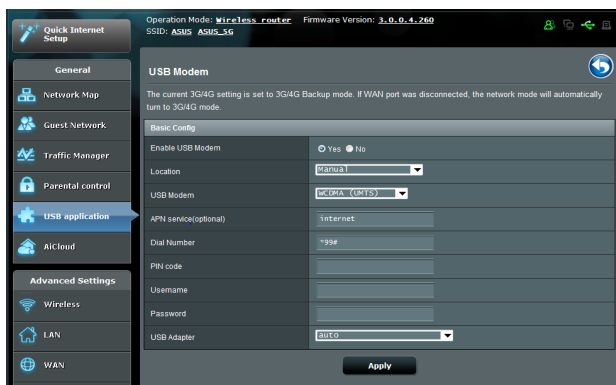 Quick Internet
Setup
Operation Mode: Wireless router Firmware Version: 3.0.0.4.260
SSID: ASUS ASUS_5G
General
Network Map
Guest Network
Traffic Manager
Parental control
USB application
AiCloud
Advanced Settings
Wireless
LAN
WAN
USB Modem
The current 3G/4G setting is set to 3G/4G Backup mode. If WAN port was disconnected, the network mode will automatically
turn to 3G/4G mode.
Basic Config
Enable USB Modem Yes No
Location Manual
USB Modem WCDMA (UMTS)
APN service(optional) internet
Dial Number *99#
PIN code
Username
Password
USB Adapter auto
Apply